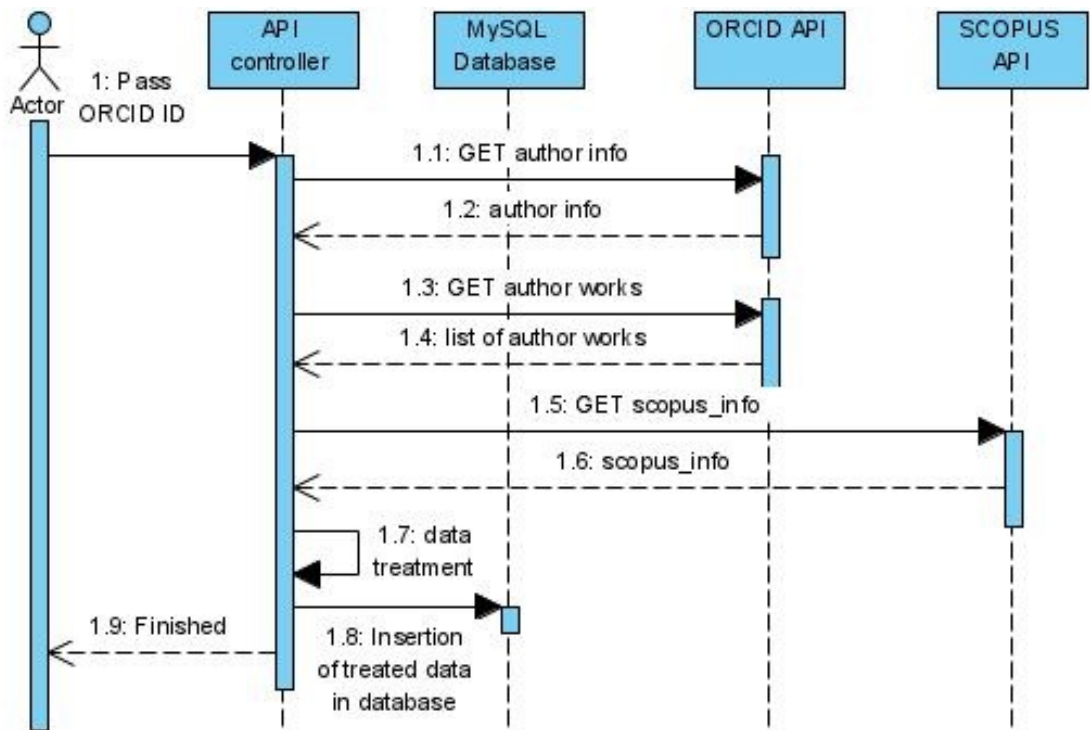 API
controller
MySQL
Database
ORCID API
SCOPUS
API
Actor
1: Pass
ORCID ID
1.1: GET author info
1.2: author info
1.3: GET author works
1.4: list of author works
1.5: GET scopus_info
1.6: scopus_info
1.7: data
treatment
1.8: Insertion
of treated data
in database
1.9: Finished